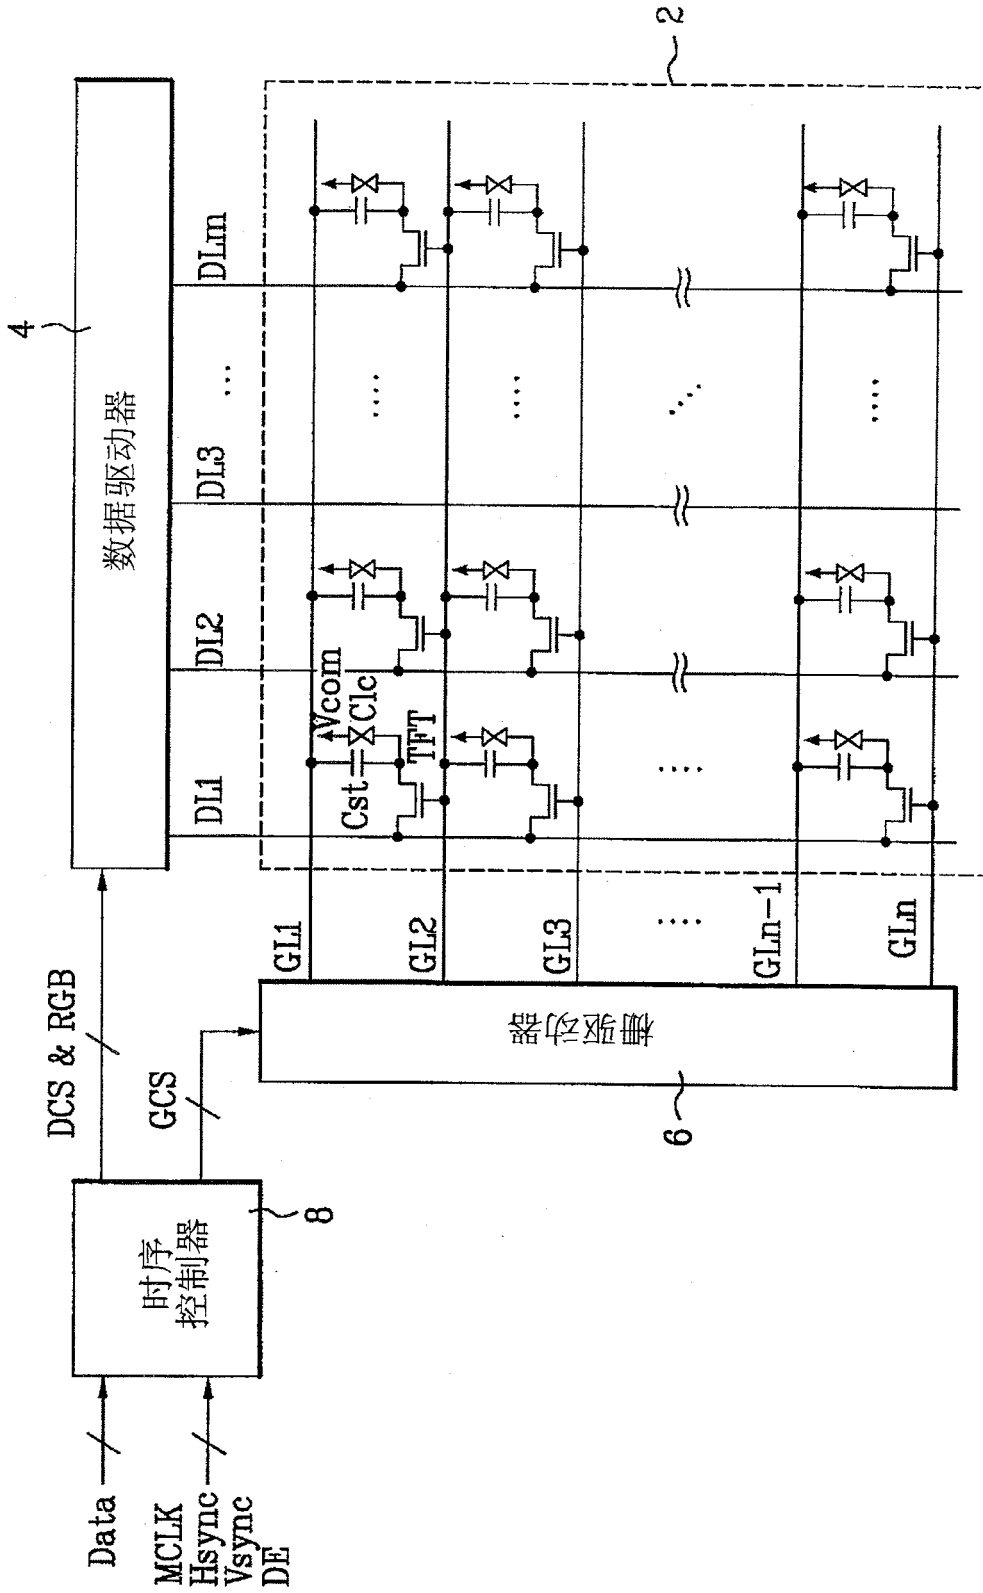 4
数据驱动器
DL1
DL2
DL3
...
DLm
2
DCS & RGB
GCS
Data
MCLK
Hsync
Vsync
DE
时序
控制器
8
栅驱动器
6
GL1
GL2
GL3
....
GLn-1
GLn
Vcom
Clc
Cst
TFT